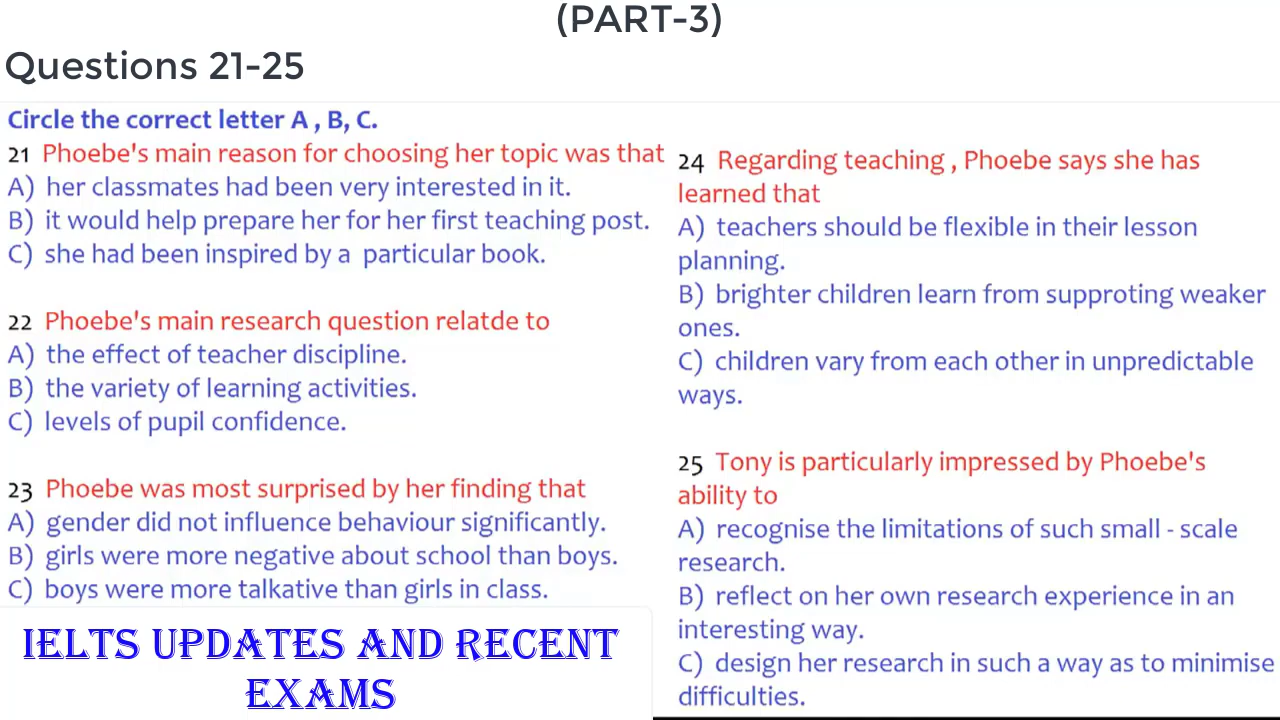 (PART-3)
Questions 21-25
Circle the correct letter A , B, C.
21 Phoebe's main reason for choosing her topic was that
A) her classmates had been very interested in it.
B) it would help prepare her for her first teaching post.
C) she had been inspired by a particular book.
22 Phoebe's main research question relatde to
A) the effect of teacher discipline.
B) the variety of learning activities.
C) levels of pupil confidence.
23 Phoebe was most surprised by her finding that
A) gender did not influence behaviour significantly.
B) girls were more negative about school than boys.
C) boys were more talkative than girls in class.
IELTS UPDATES AND RECENT
EXAMS
24 Regarding teaching , Phoebe says she has
learned that
A) teachers should be flexible in their lesson
planning.
B) brighter children learn from supproting weaker
ones.
C) children vary from each other in unpredictable
ways.
25 Tony is particularly impressed by Phoebe's
ability to
A) recognise the limitations of such small - scale
research.
B) reflect on her own research experience in an
interesting way.
C) design her research in such a way as to minimise
difficulties.